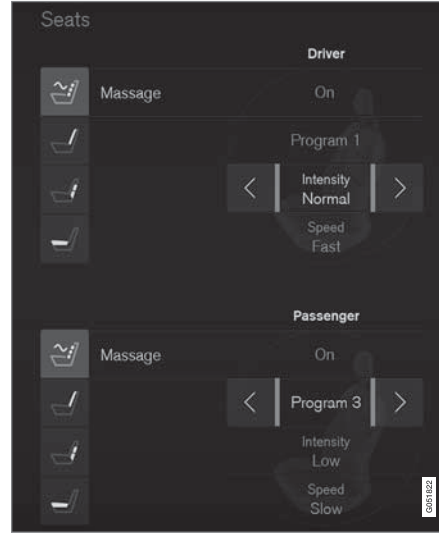 Seats
Driver
Massage On
Program 1
Intensity
Normal
Speed
Fast
Passenger
Massage On
Program 3
Intensity
Low
Speed
Slow
G051822